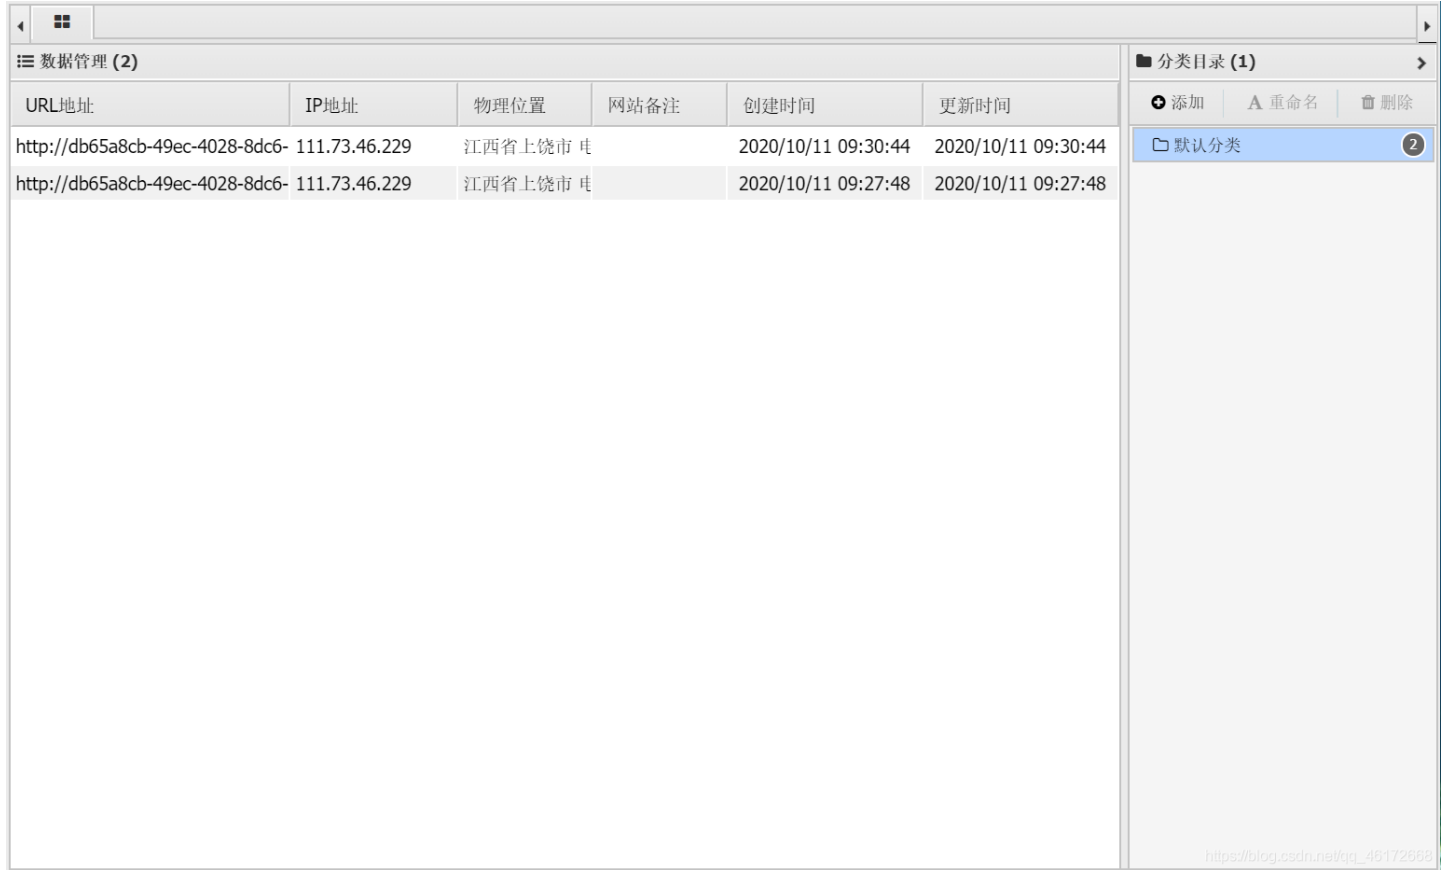 数据管理 (2)
分类目录 (1)
URL地址 IP地址 物理位置 网站备注 创建时间 更新时间
添加 A 重命名 删除
http://db65a8cb-49ec-4028-8dc6- 111.73.46.229 江西省上饶市 电 2020/10/11 09:30:44 2020/10/11 09:30:44
默认分类 2
http://db65a8cb-49ec-4028-8dc6- 111.73.46.229 江西省上饶市 电 2020/10/11 09:27:48 2020/10/11 09:27:48
https://blog.csdn.net/qq_46172668